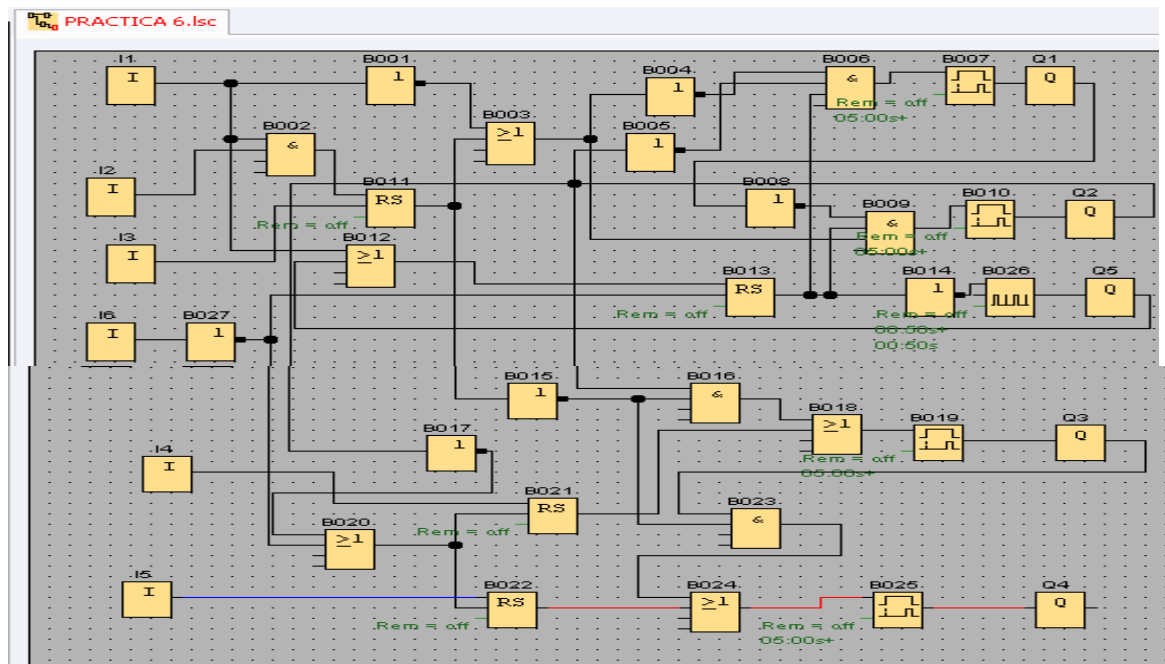 PRACTICA 6.lsc
I1 B001 B004 B006 B007 Q1
I 1 1 & Q
Rem = off
05:00s+
B002 B003 B005
& ≥1 1
I2 B011 B008 B009 B010 Q2
I RS 1 & Q
Rem = off
Rem = off
05:00s+
I3 B012 B013 B014 B026 Q5
I ≥1 RS 1 Q
Rem = off
Rem = off
00:50s+
00:50s
I6 B027
I 1
B015 B016
1 &
B017 B018 B019 Q3
1 ≥1 Q
Rem = off
05:00s+
I4 B021 B023
I RS &
Rem = off
B020
≥1
I5 B022 B024 B025 Q4
I RS ≥1 Q
Rem = off
Rem = off
05:00s+